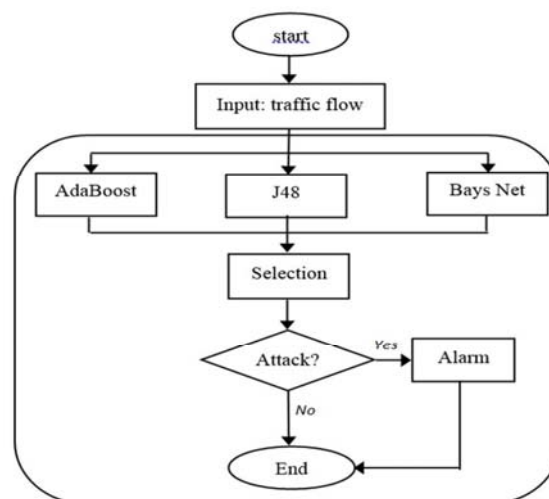 start
Input: traffic flow
AdaBoost
J48
Bays Net
Selection
Attack?
Yes
Alarm
No
End